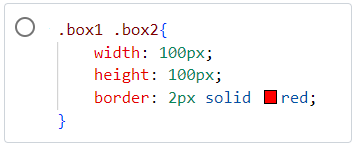 .box1 .box2{
width: 100px;
height: 100px;
border: 2px solid red;
}